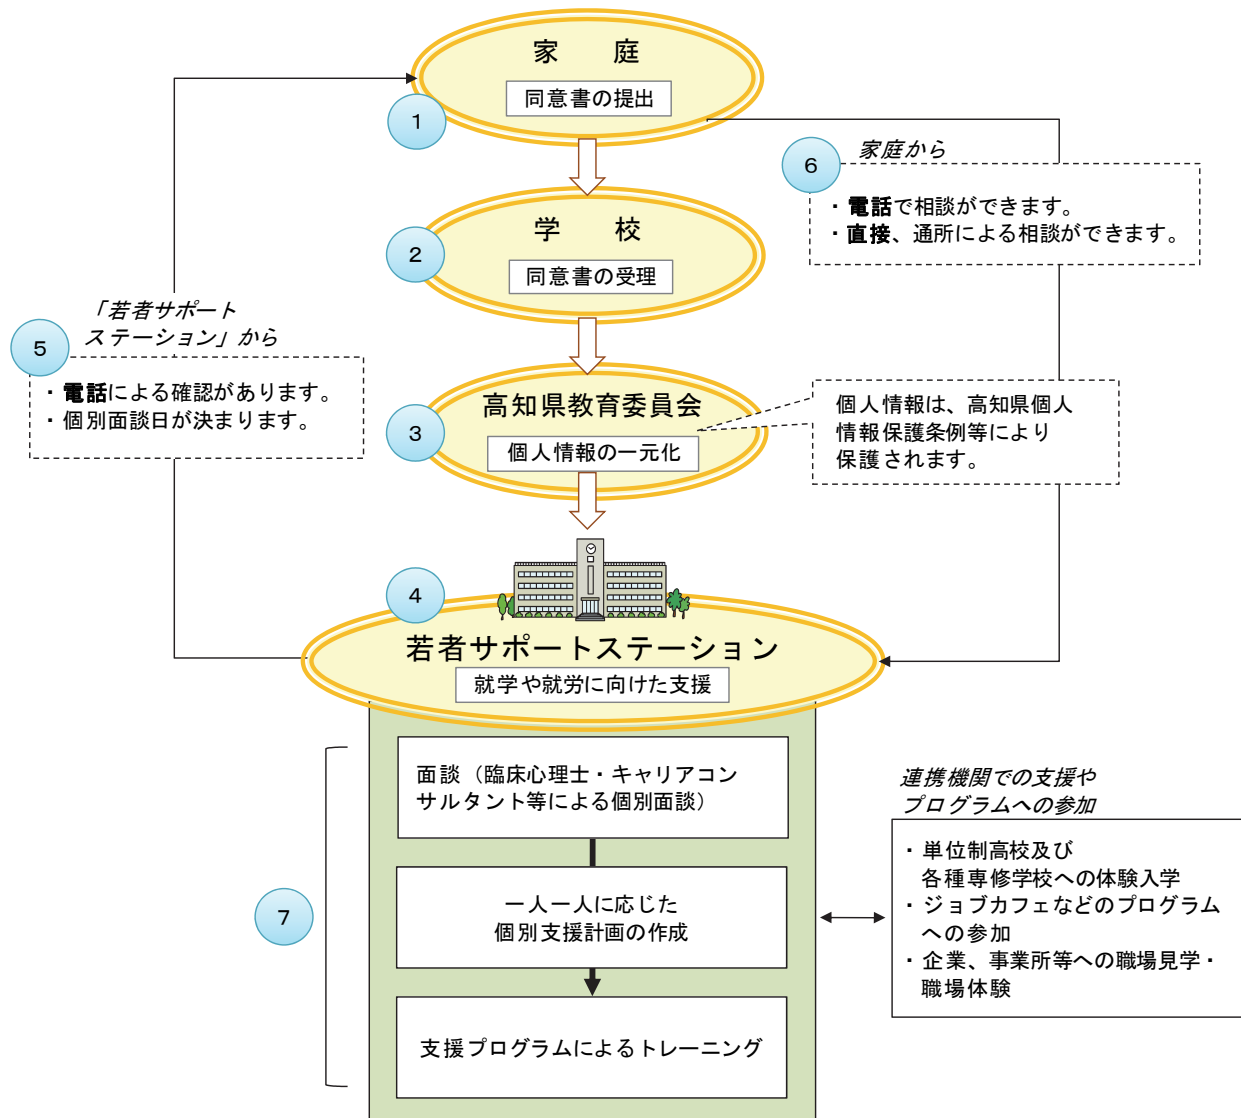 家　庭
同意書の提出
1
学　校
同意書の受理
2
高知県教育委員会
個人情報の一元化
3
個人情報は、高知県個人
情報保護条例等により
保護されます。
4
若者サポートステーション
就学や就労に向けた支援
「若者サポート
ステーション」から
5
・電話による確認があります。
・個別面談日が決まります。
家庭から
6
・電話で相談ができます。
・直接、通所による相談ができます。
7
面談（臨床心理士・キャリアコン
サルタント等による個別面談）
一人一人に応じた
個別支援計画の作成
支援プログラムによるトレーニング
連携機関での支援や
プログラムへの参加
・単位制高校及び
各種専修学校への体験入学
・ジョブカフェなどのプログラム
への参加
・企業、事業所等への職場見学・
職場体験